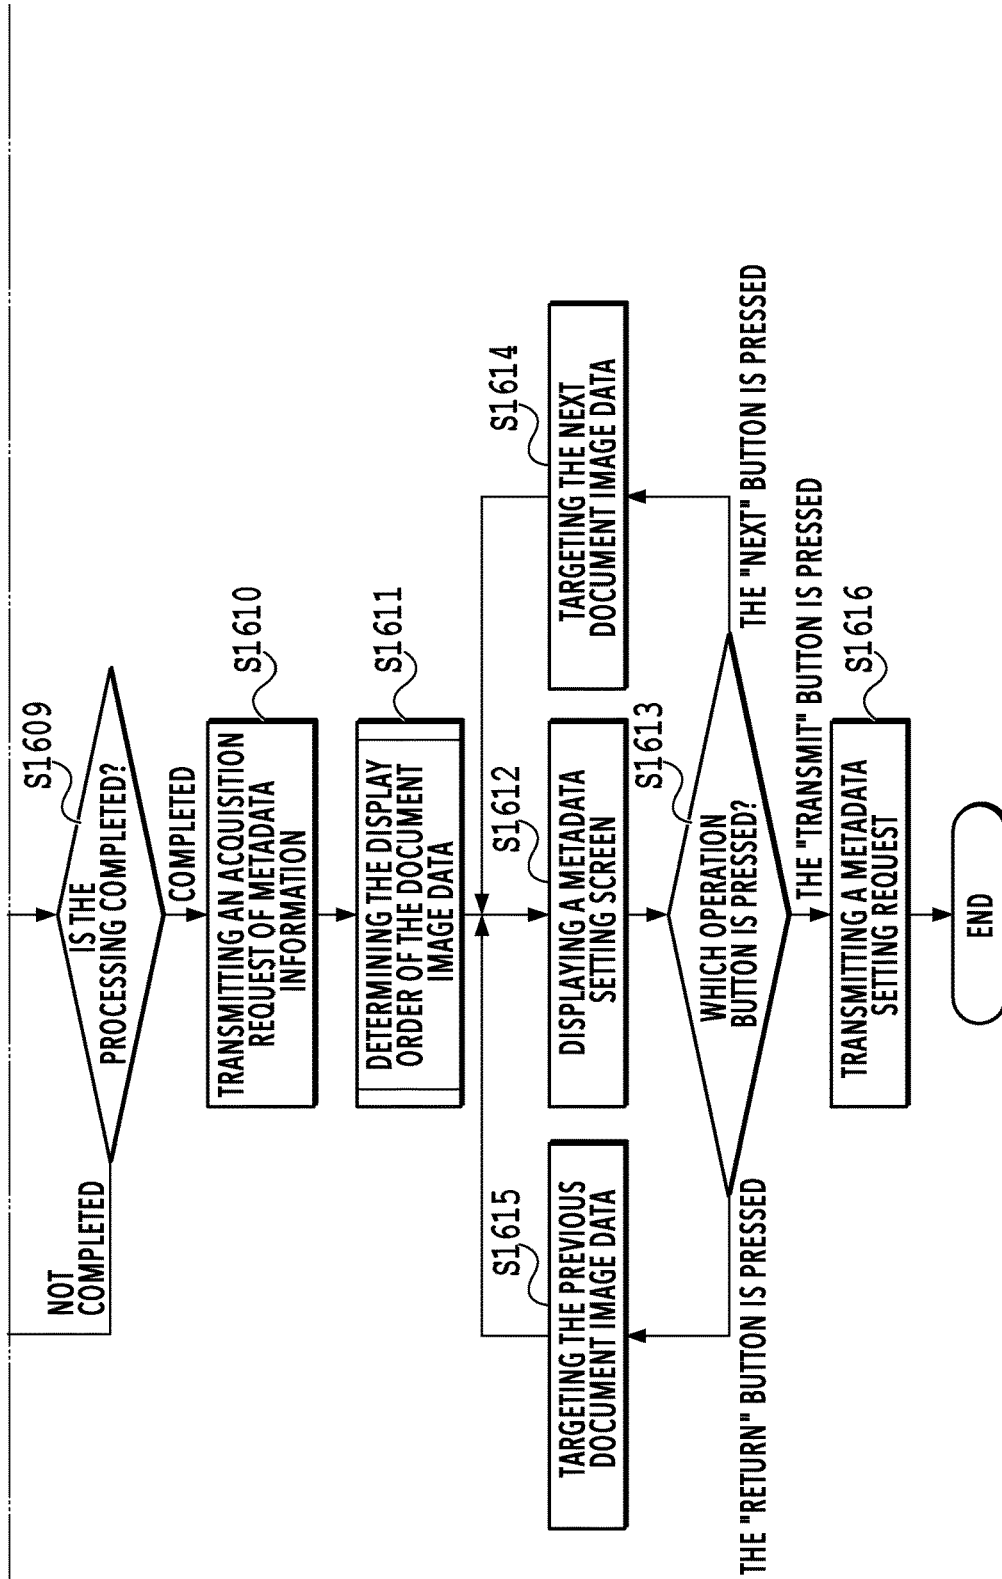 S1609
IS THE
PROCESSING COMPLETED?
NOT
COMPLETED
COMPLETED
S1610
TRANSMITTING AN ACQUISITION
REQUEST OF METADATA
INFORMATION
S1611
DETERMINING THE DISPLAY
ORDER OF THE DOCUMENT
IMAGE DATA
S1615
TARGETING THE PREVIOUS
DOCUMENT IMAGE DATA
S1612
DISPLAYING A METADATA
SETTING SCREEN
S1614
TARGETING THE NEXT
DOCUMENT IMAGE DATA
S1613
WHICH OPERATION
BUTTON IS PRESSED?
THE "RETURN" BUTTON IS PRESSED
THE "NEXT" BUTTON IS PRESSED
THE "TRANSMIT" BUTTON IS PRESSED
S1616
TRANSMITTING A METADATA
SETTING REQUEST
END